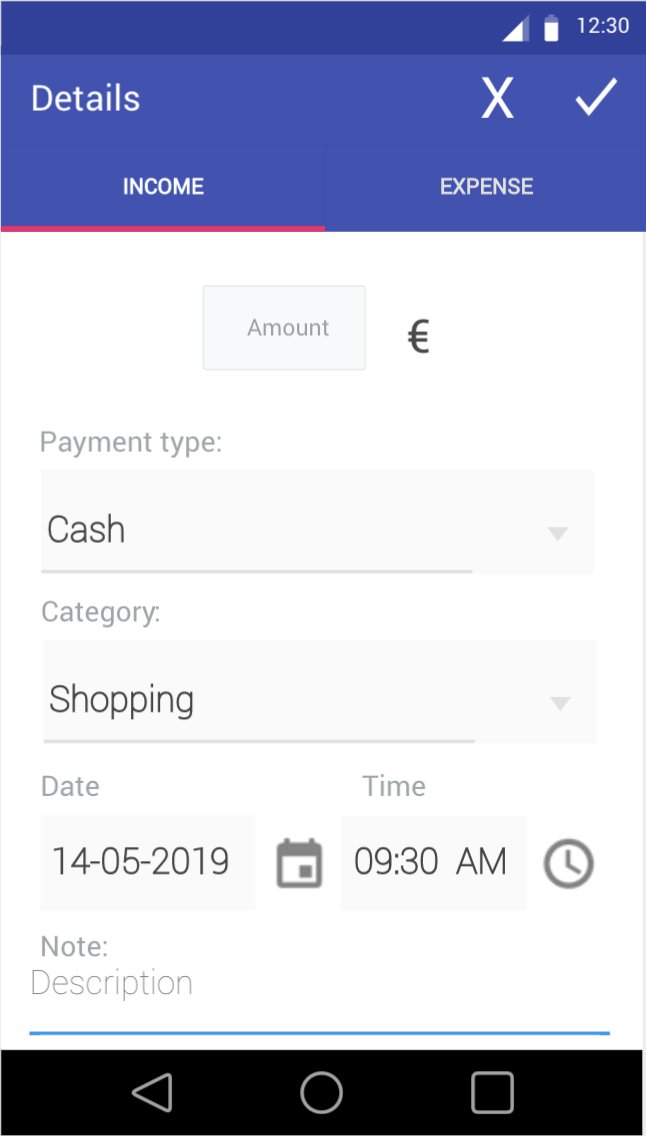 12:30
Details X
INCOME EXPENSE
Amount €
Payment type:
Cash
Category:
Shopping
Date Time
14-05-2019 09:30 AM
Note:
Description